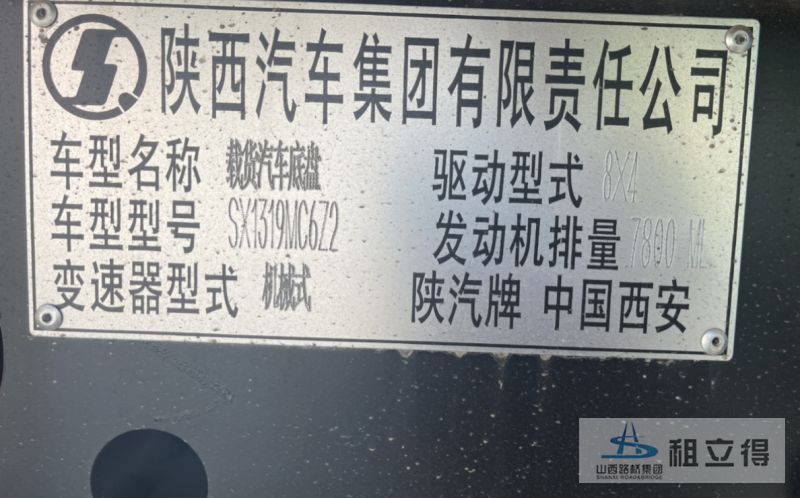 陕西汽车集团有限责任公司
车型名称 载货汽车底盘 驱动型式 8X4
车型型号 SX1319MC6Z2 发动机排量 7800 ML
变速器型式 机械式 陕汽牌 中国西安
山西路桥集团 租立得
SHANXI ROAD&BRIDGE